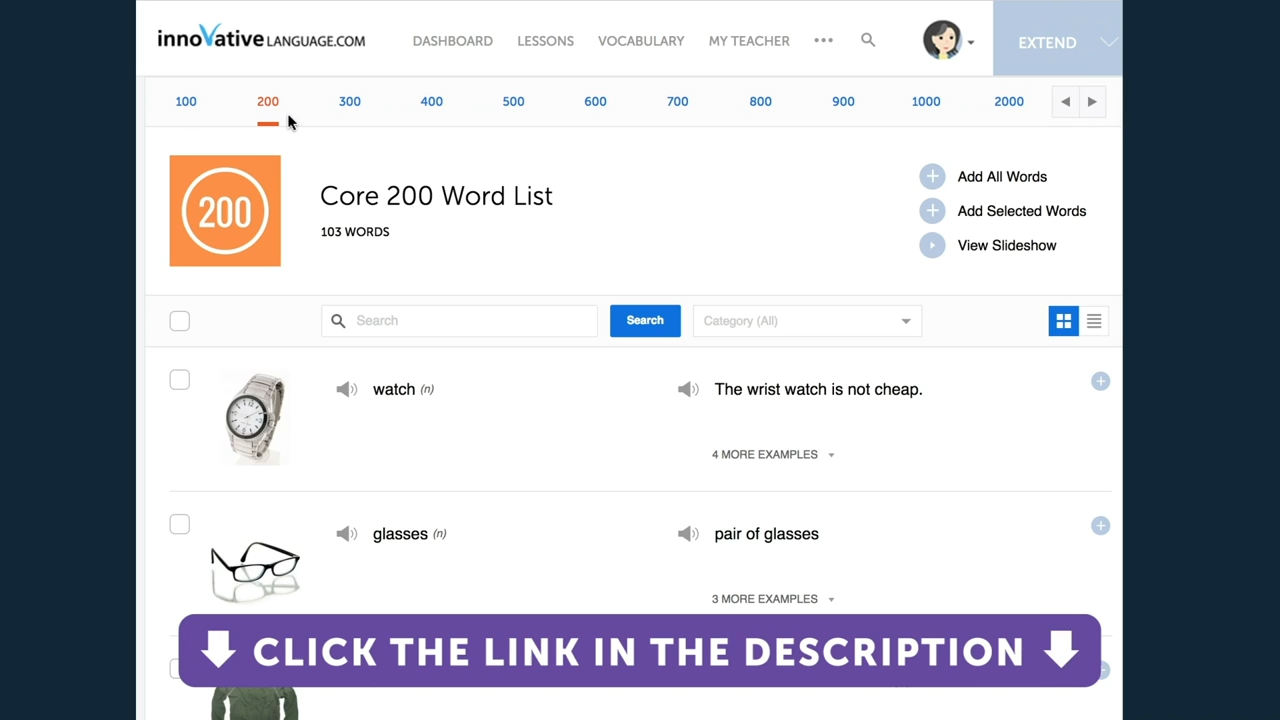 innovative LANGUAGE.COM
DASHBOARD LESSONS VOCABULARY MY TEACHER ••• EXTEND
100 200 300 400 500 600 700 800 900 1000 2000
200
Core 200 Word List
103 WORDS
Add All Words
Add Selected Words
View Slideshow
Search Search Category (All)
watch (n) The wrist watch is not cheap.
4 MORE EXAMPLES
glasses (n) pair of glasses
3 MORE EXAMPLES
CLICK THE LINK IN THE DESCRIPTION